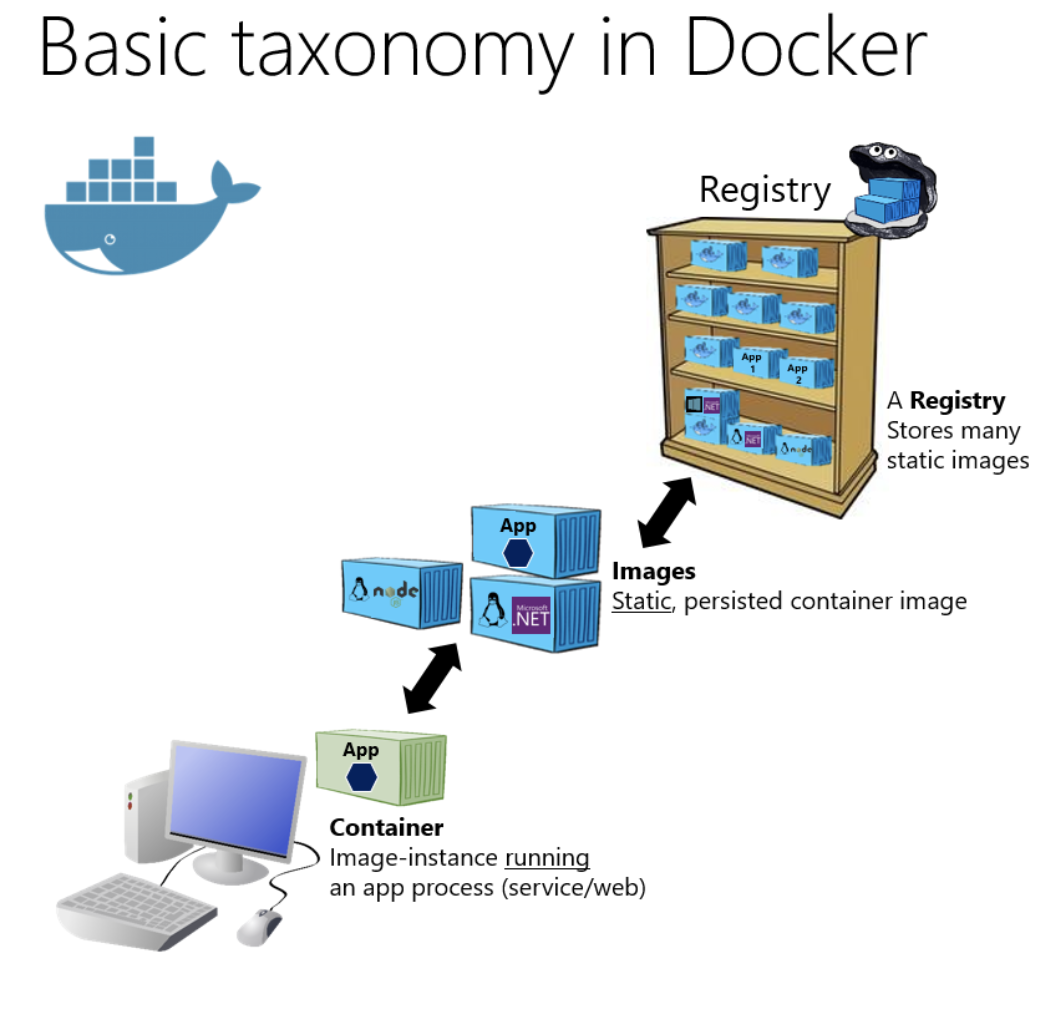 Basic taxonomy in Docker
Registry
App
1
App
2
.NET
.NET
node
A Registry
Stores many
static images
App
node
Microsoft
.NET
Images
Static, persisted container image
App
Container
Image-instance running
an app process (service/web)